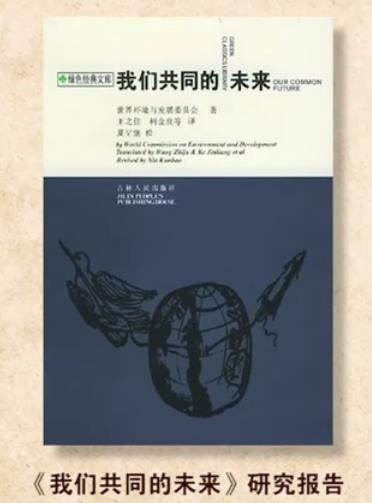 GREEN
CLASSICS LIBRARY
绿色经典文库
我们共同的未来
OUR COMMON
FUTURE
世界环境与发展委员会 著
王之佳 柯金良等 译
夏堃堡 校
by World Commission on Environment and Development
Translated by Wang Zhijia & Ke Jinliang et al
Revised by Xia Kunbao
吉林人民出版社
JILIN PEOPLE'S
PUBLISHING HOUSE
《我们共同的未来》研究报告